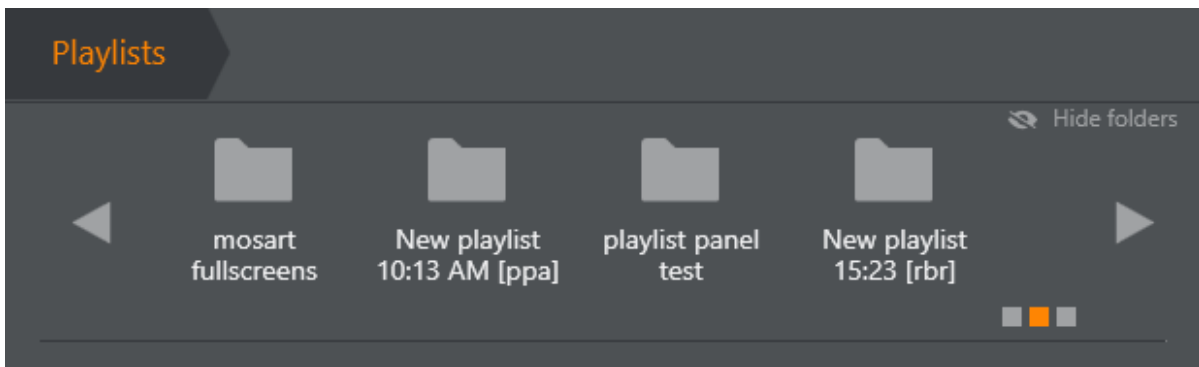 Playlists
Hide folders
mosart
fullscreens
New playlist
10:13 AM [ppa]
playlist panel
test
New playlist
15:23 [rbr]